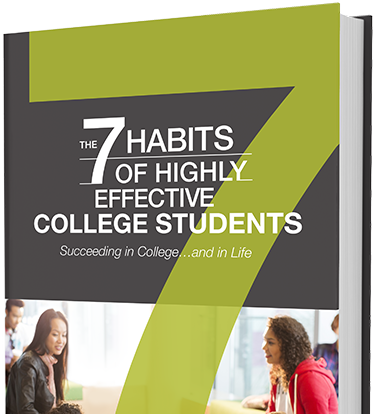 THE 7 HABITS
OF HIGHLY
EFFECTIVE
COLLEGE STUDENTS
Succeeding in College…and in Life